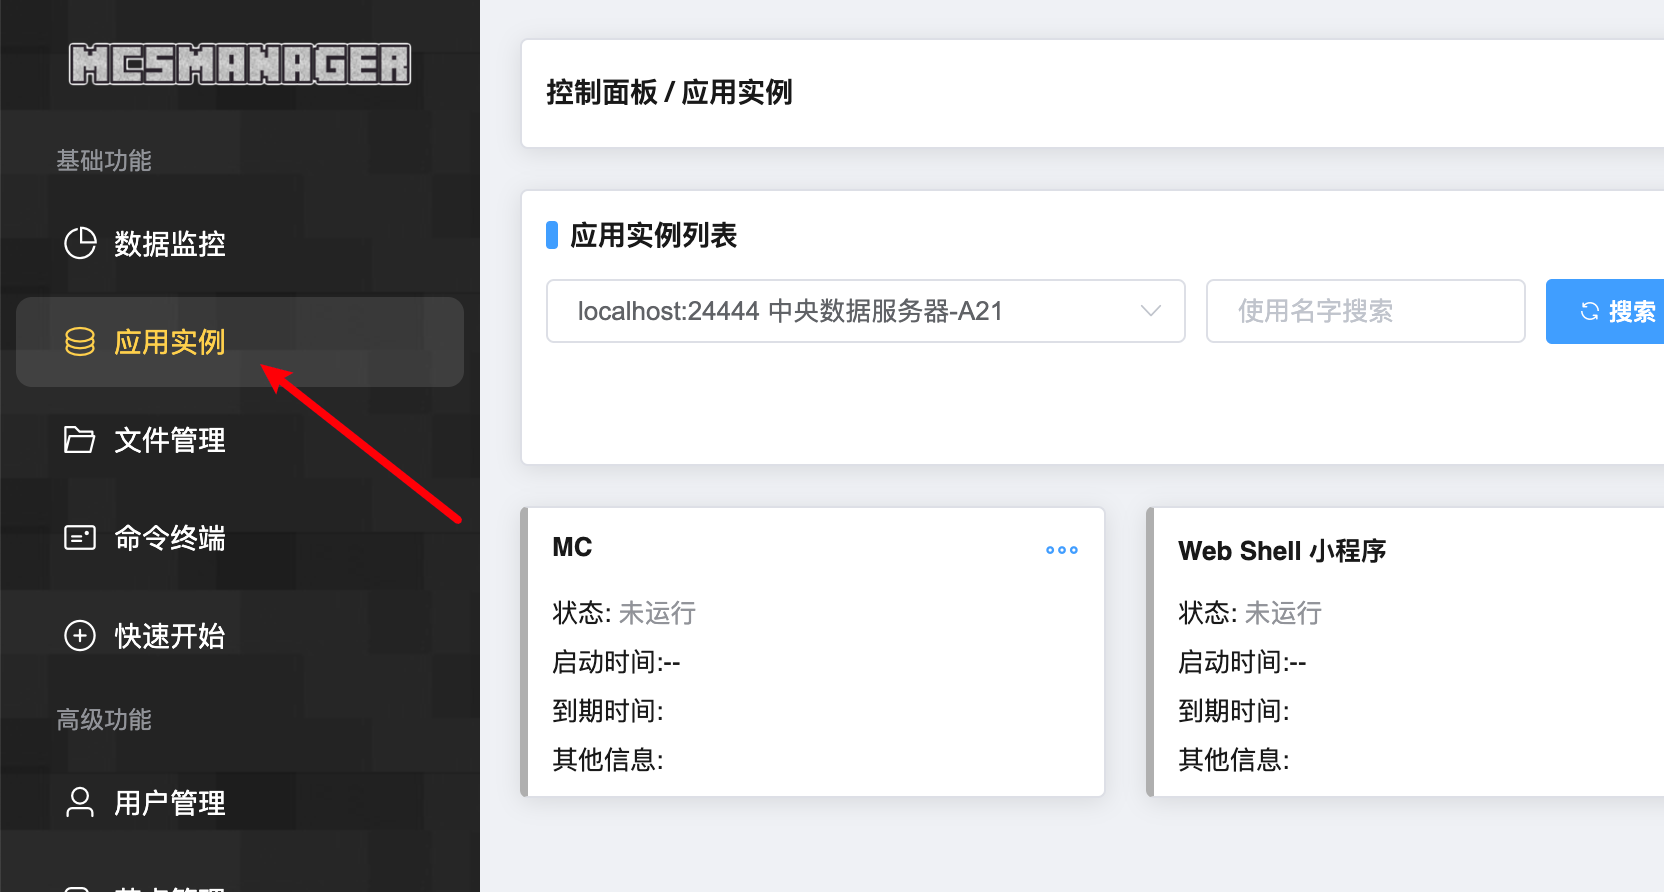 MCSMANAGER
基础功能
数据监控
应用实例
文件管理
命令终端
快速开始
高级功能
用户管理
控制面板 / 应用实例
应用实例列表
localhost:24444 中央数据服务器-A21
使用名字搜索
搜索
MC
状态: 未运行
启动时间:--
到期时间:
其他信息:
Web Shell 小程序
状态: 未运行
启动时间:--
到期时间:
其他信息: